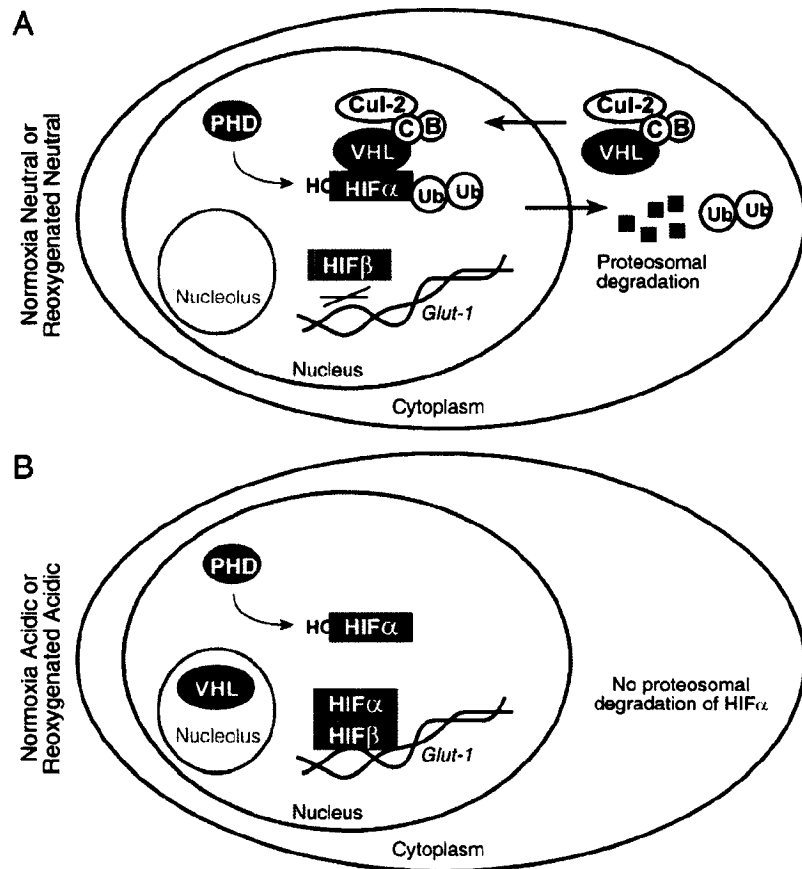 A
Normoxia Neutral or
Reoxygenated Neutral
PHD
Cul-2
C
B
VHL
HO
HIFα
Ub
Ub
HIFβ
Glut-1
Nucleolus
Nucleus
Cytoplasm
Cul-2
C
B
VHL
Ub
Ub
Proteosomal
degradation
B
Normoxia Acidic or
Reoxygenated Acidic
PHD
HO
HIFα
VHL
Nucleolus
HIFα
HIFβ
Glut-1
Nucleus
Cytoplasm
No proteosomal
degradation of HIFα